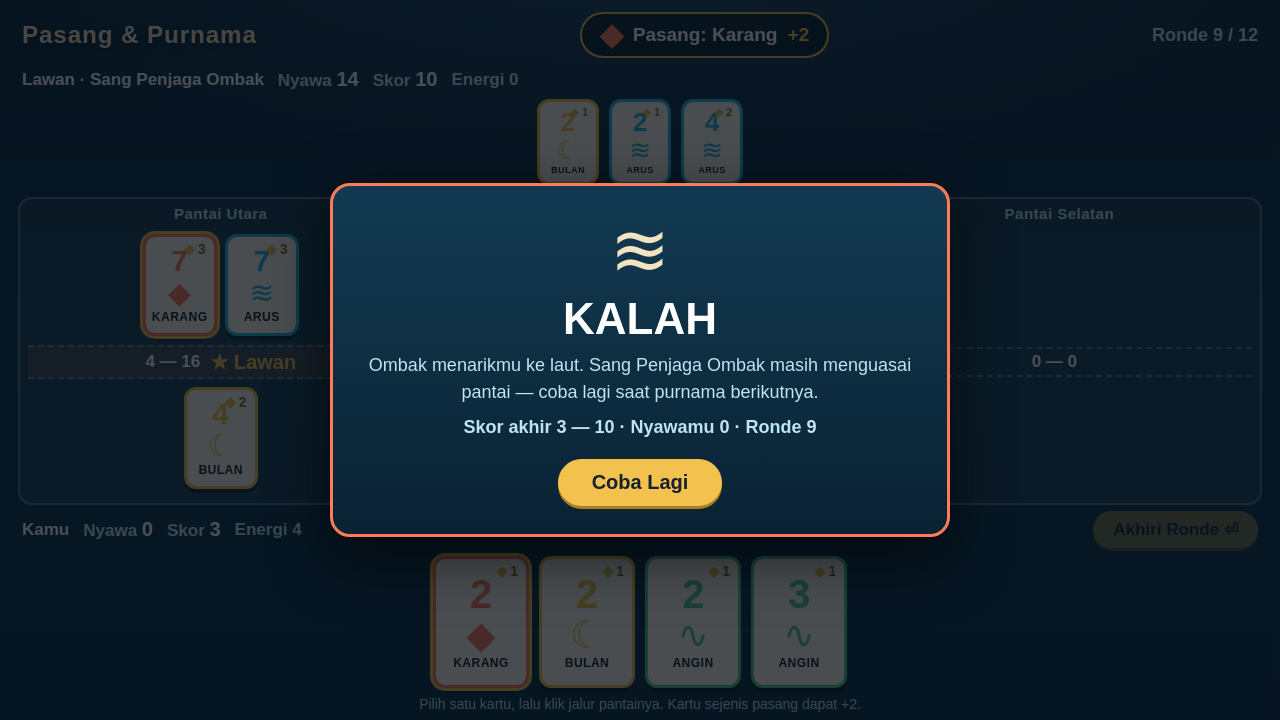 Pasang & Purnama
◆ Pasang: Karang +2
Ronde 9 / 12
Lawan · Sang Penjaga Ombak Nyawa 14 Skor 10 Energi 0
2 ◆ 1
BULAN
2 ◆ 1
ARUS
4 ◆ 2
ARUS
Pantai Utara
7 ◆ 3
KARANG
7 ◆ 3
ARUS
4 — 16 ★ Lawan
4 ◆ 2
BULAN
Pantai Selatan
0 — 0
KALAH
Ombak menarikmu ke laut. Sang Penjaga Ombak masih menguasai
pantai — coba lagi saat purnama berikutnya.
Skor akhir 3 — 10 · Nyawamu 0 · Ronde 9
Coba Lagi
Kamu Nyawa 0 Skor 3 Energi 4
Akhiri Ronde ⏎
2 ◆ 1
KARANG
2 ◆ 1
BULAN
2 ◆ 1
ANGIN
3 ◆ 1
ANGIN
Pilih satu kartu, lalu klik jalur pantainya. Kartu sejenis pasang dapat +2.